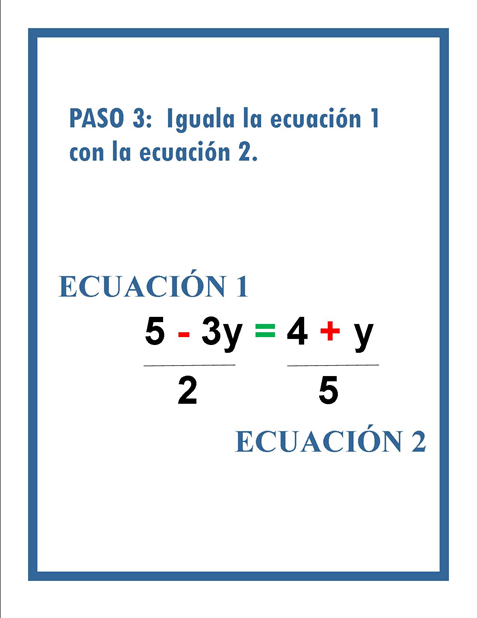 PASO 3: Iguala la ecuación 1
con la ecuación 2.
ECUACIÓN 1
5 - 3y = 4 + y
2 5
ECUACIÓN 2